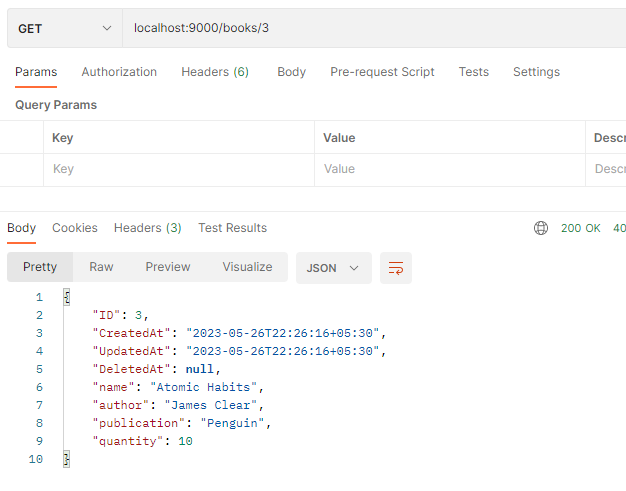 GET localhost:9000/books/3
Params Authorization Headers (6) Body Pre-request Script Tests Settings
Query Params
Key Value Descr
Key Value Descr
Body Cookies Headers (3) Test Results 200 OK 40
Pretty Raw Preview Visualize JSON
1 {
2 "ID": 3,
3 "CreatedAt": "2023-05-26T22:26:16+05:30",
4 "UpdatedAt": "2023-05-26T22:26:16+05:30",
5 "DeletedAt": null,
6 "name": "Atomic Habits",
7 "author": "James Clear",
8 "publication": "Penguin",
9 "quantity": 10
10 }